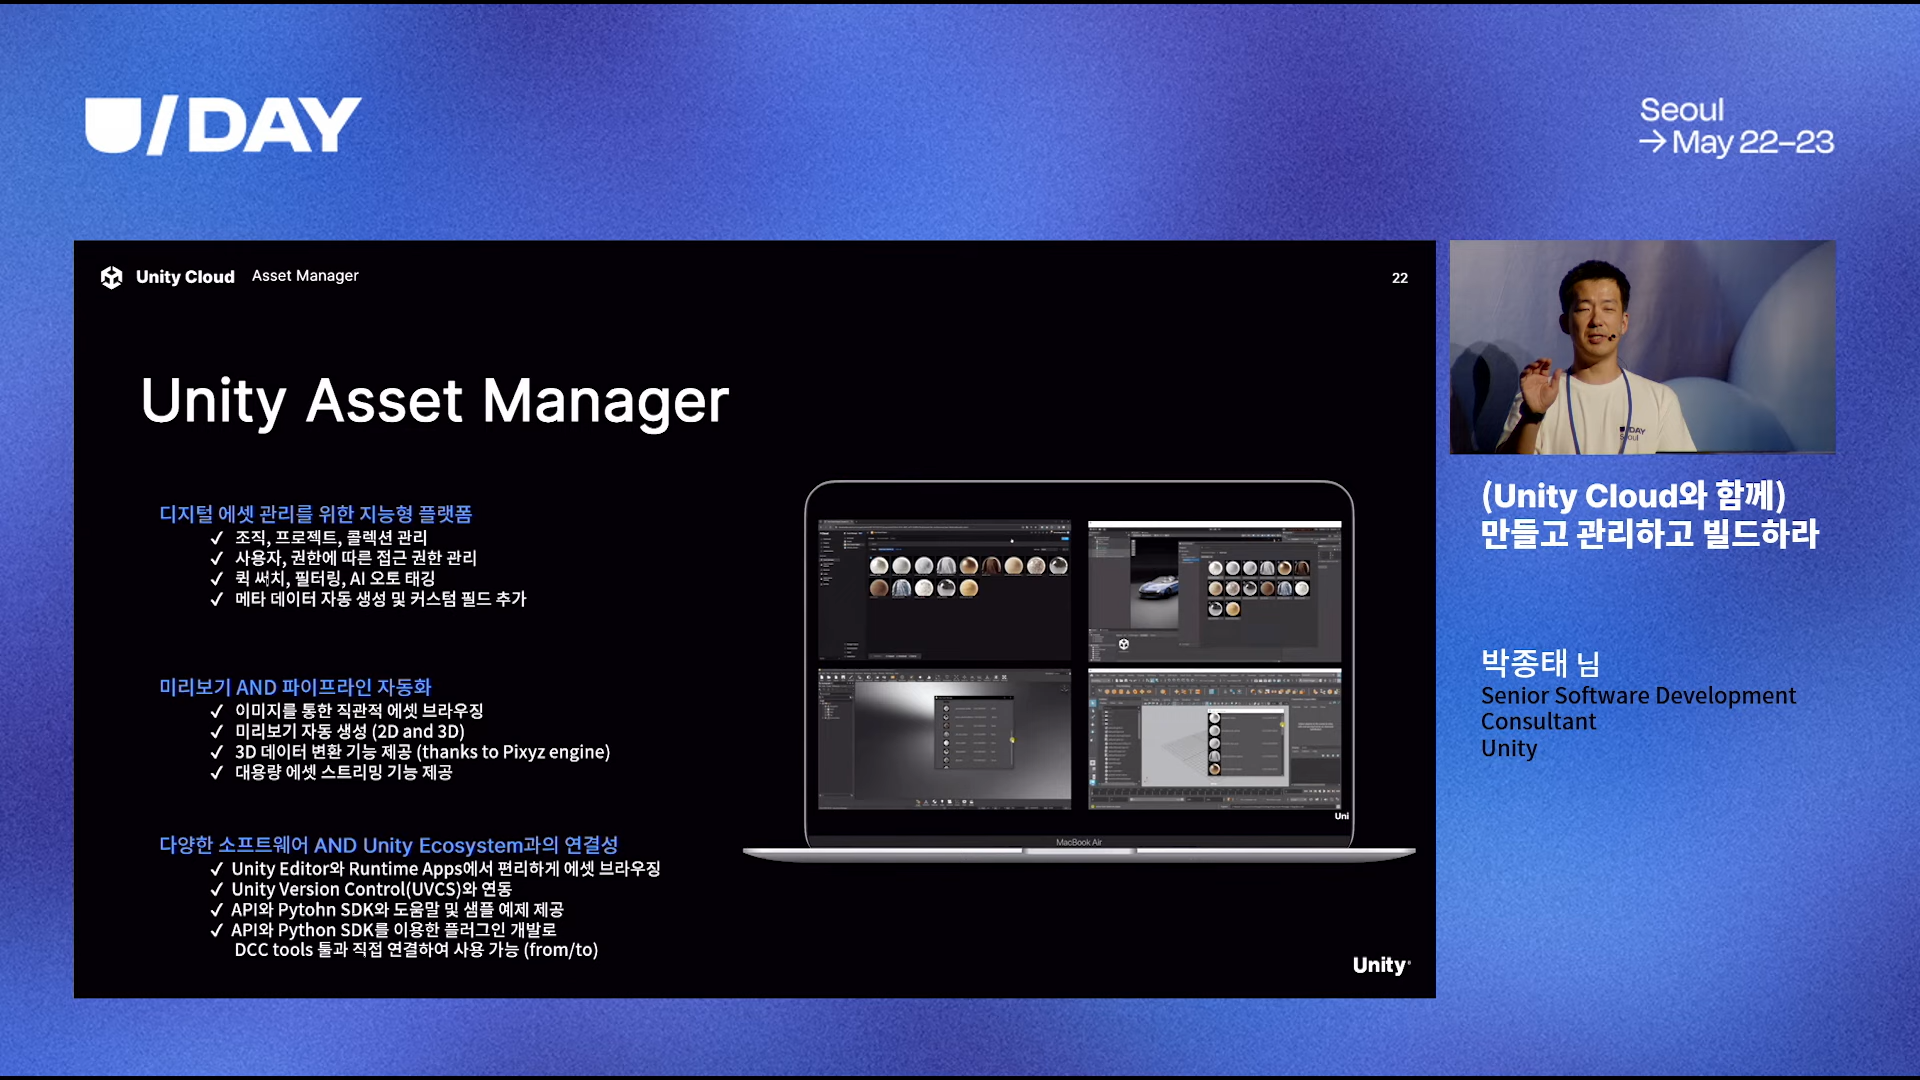 U/DAY
Seoul
→ May 22–23
Unity Cloud Asset Manager
22
Unity Asset Manager
디지털 에셋 관리를 위한 지능형 플랫폼
✓ 조직, 프로젝트, 콜렉션 관리
✓ 사용자, 권한에 따른 접근 권한 관리
✓ 퀵 써치, 필터링, AI 오토 태깅
✓ 메타 데이터 자동 생성 및 커스텀 필드 추가
미리보기 AND 파이프라인 자동화
✓ 이미지를 통한 직관적 에셋 브라우징
✓ 미리보기 자동 생성 (2D and 3D)
✓ 3D 데이터 변환 기능 제공 (thanks to Pixyz engine)
✓ 대용량 에셋 스트리밍 기능 제공
다양한 소프트웨어 AND Unity Ecosystem과의 연결성
✓ Unity Editor와 Runtime Apps에서 편리하게 에셋 브라우징
✓ Unity Version Control(UVCS)와 연동
✓ API와 Pytohn SDK와 도움말 및 샘플 예제 제공
✓ API와 Python SDK를 이용한 플러그인 개발로
DCC tools 툴과 직접 연결하여 사용 가능 (from/to)
Uni
MacBook Air
Unity
U/DAY
Seoul
(Unity Cloud와 함께)
만들고 관리하고 빌드하라
박종태 님
Senior Software Development
Consultant
Unity